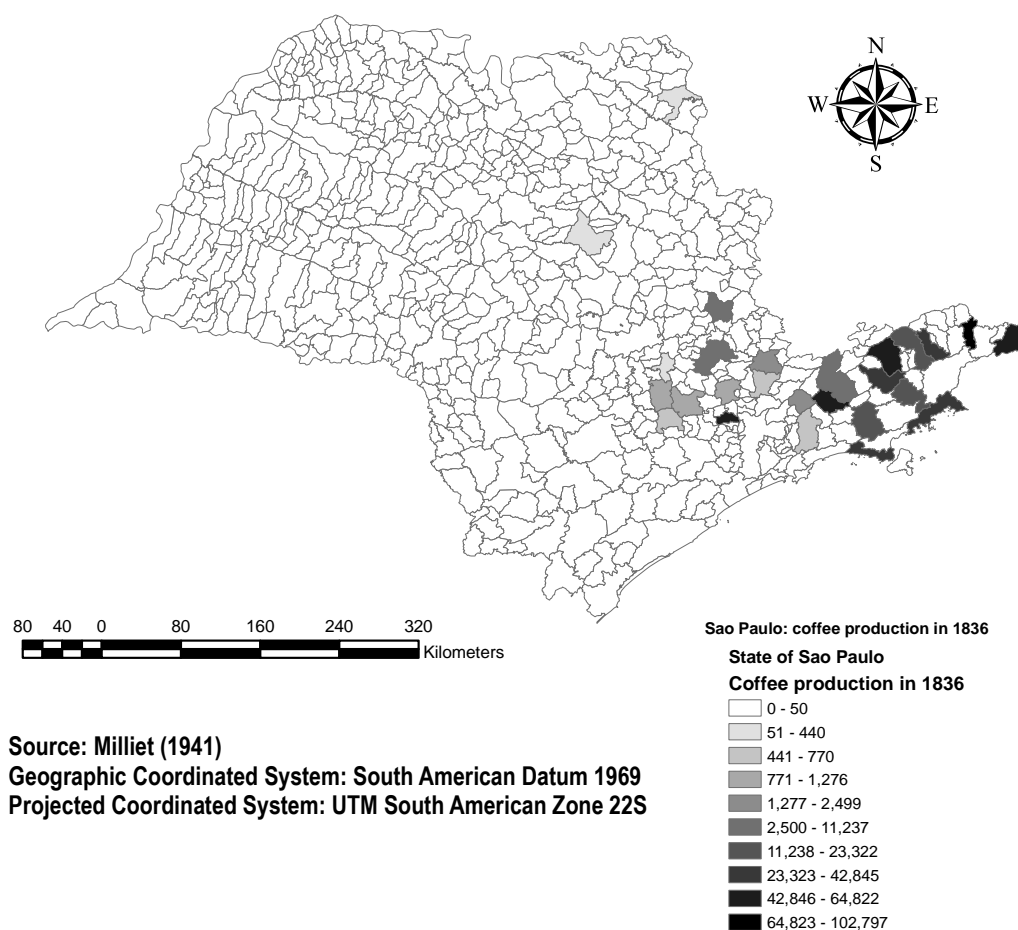 N
W E
S
80 40 0 80 160 240 320
Kilometers
Sao Paulo: coffee production in 1836
State of Sao Paulo
Coffee production in 1836
0 - 50
51 - 440
441 - 770
771 - 1,276
1,277 - 2,499
2,500 - 11,237
11,238 - 23,322
23,323 - 42,845
42,846 - 64,822
64,823 - 102,797
Source: Milliet (1941)
Geographic Coordinated System: South American Datum 1969
Projected Coordinated System: UTM South American Zone 22S